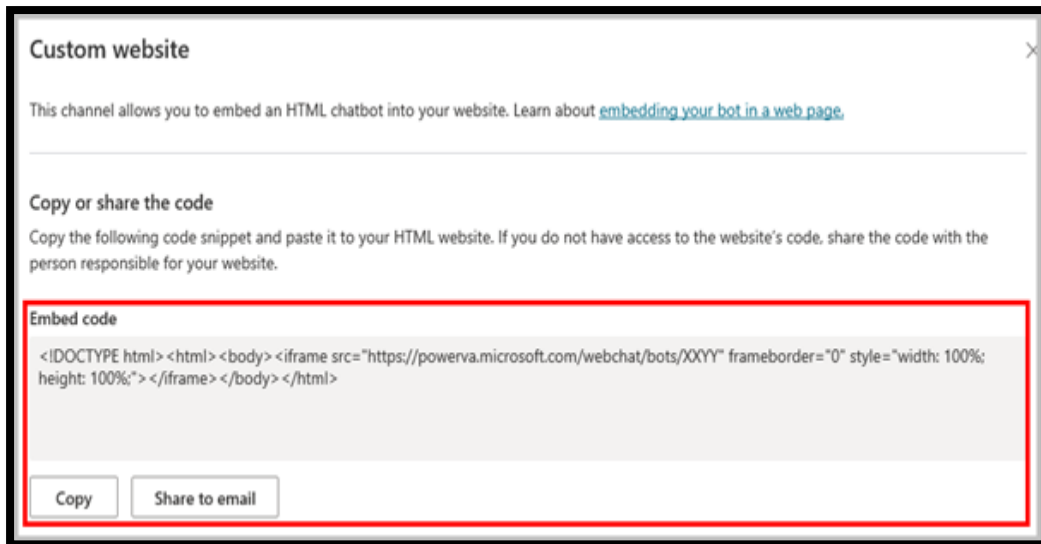 Custom website
This channel allows you to embed an HTML chatbot into your website. Learn about embedding your bot in a web page.
Copy or share the code
Copy the following code snippet and paste it to your HTML website. If you do not have access to the website's code, share the code with the
person responsible for your website.
Embed code
<!DOCTYPE html><html><body><iframe src="https://powerva.microsoft.com/webchat/bots/XXYY" frameborder="0" style="width: 100%;
height: 100%;"></iframe></body></html>
Copy Share to email